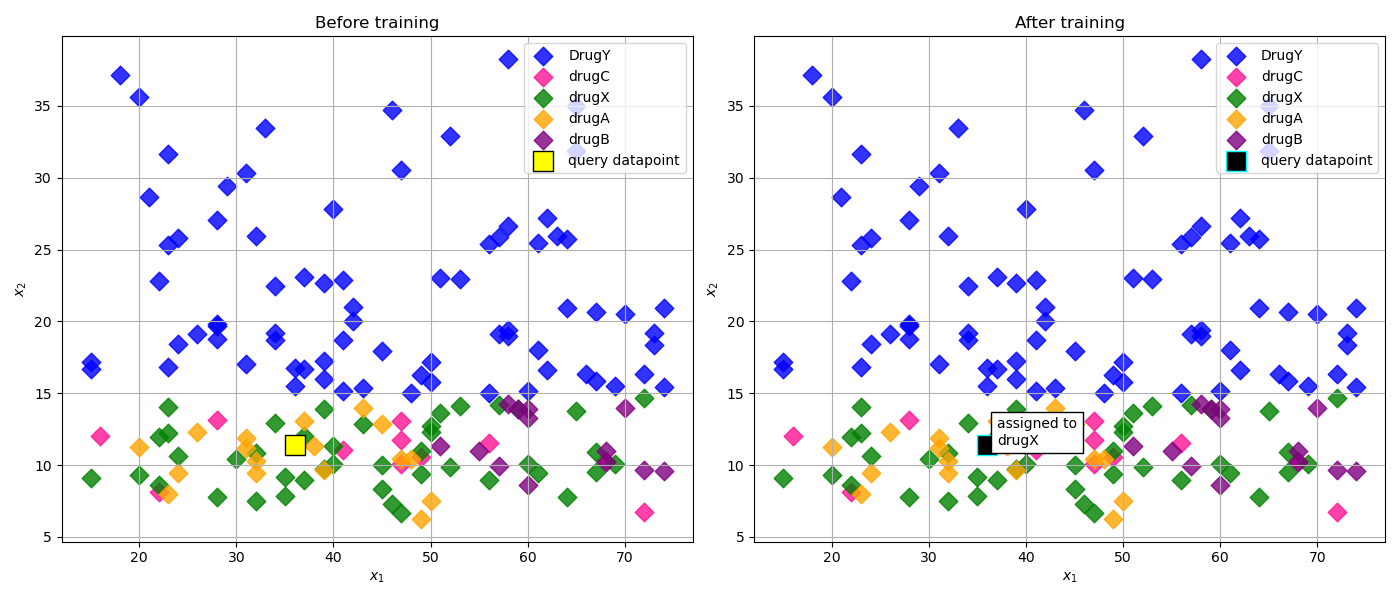 Before training
35
30
25
20
15
10
5
20
30
40
50
60
70
x₁
x₂
DrugY
drugC
drugX
drugA
drugB
query datapoint
After training
35
30
25
20
15
10
5
20
30
40
50
60
70
x₁
x₂
DrugY
drugC
drugX
drugA
drugB
query datapoint
assigned to
drugX